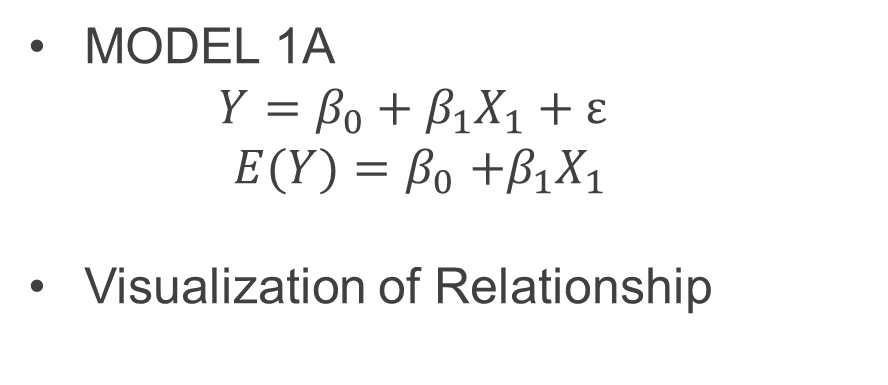 • MODEL 1A
Y = β₀ + β₁X₁ + ε
E(Y) = β₀ +β₁X₁
• Visualization of Relationship